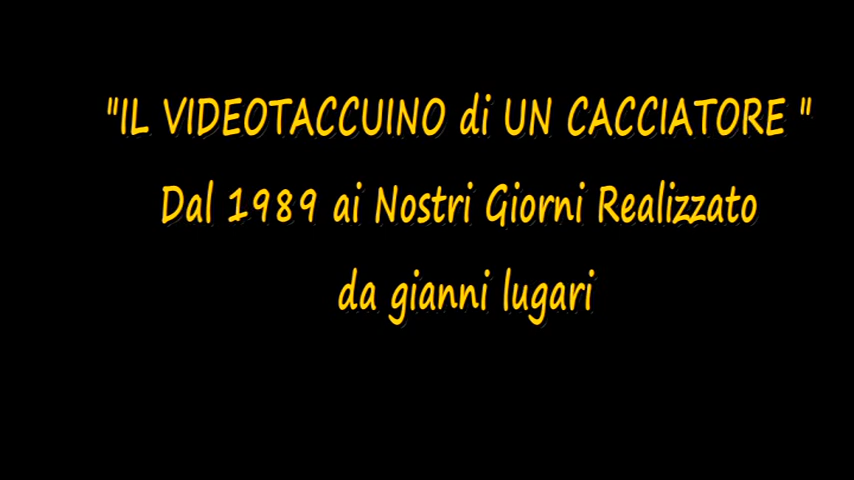 "IL VIDEOTACCUINO di UN CACCIATORE "
Dal 1989 ai Nostri Giorni Realizzato
da gianni lugari